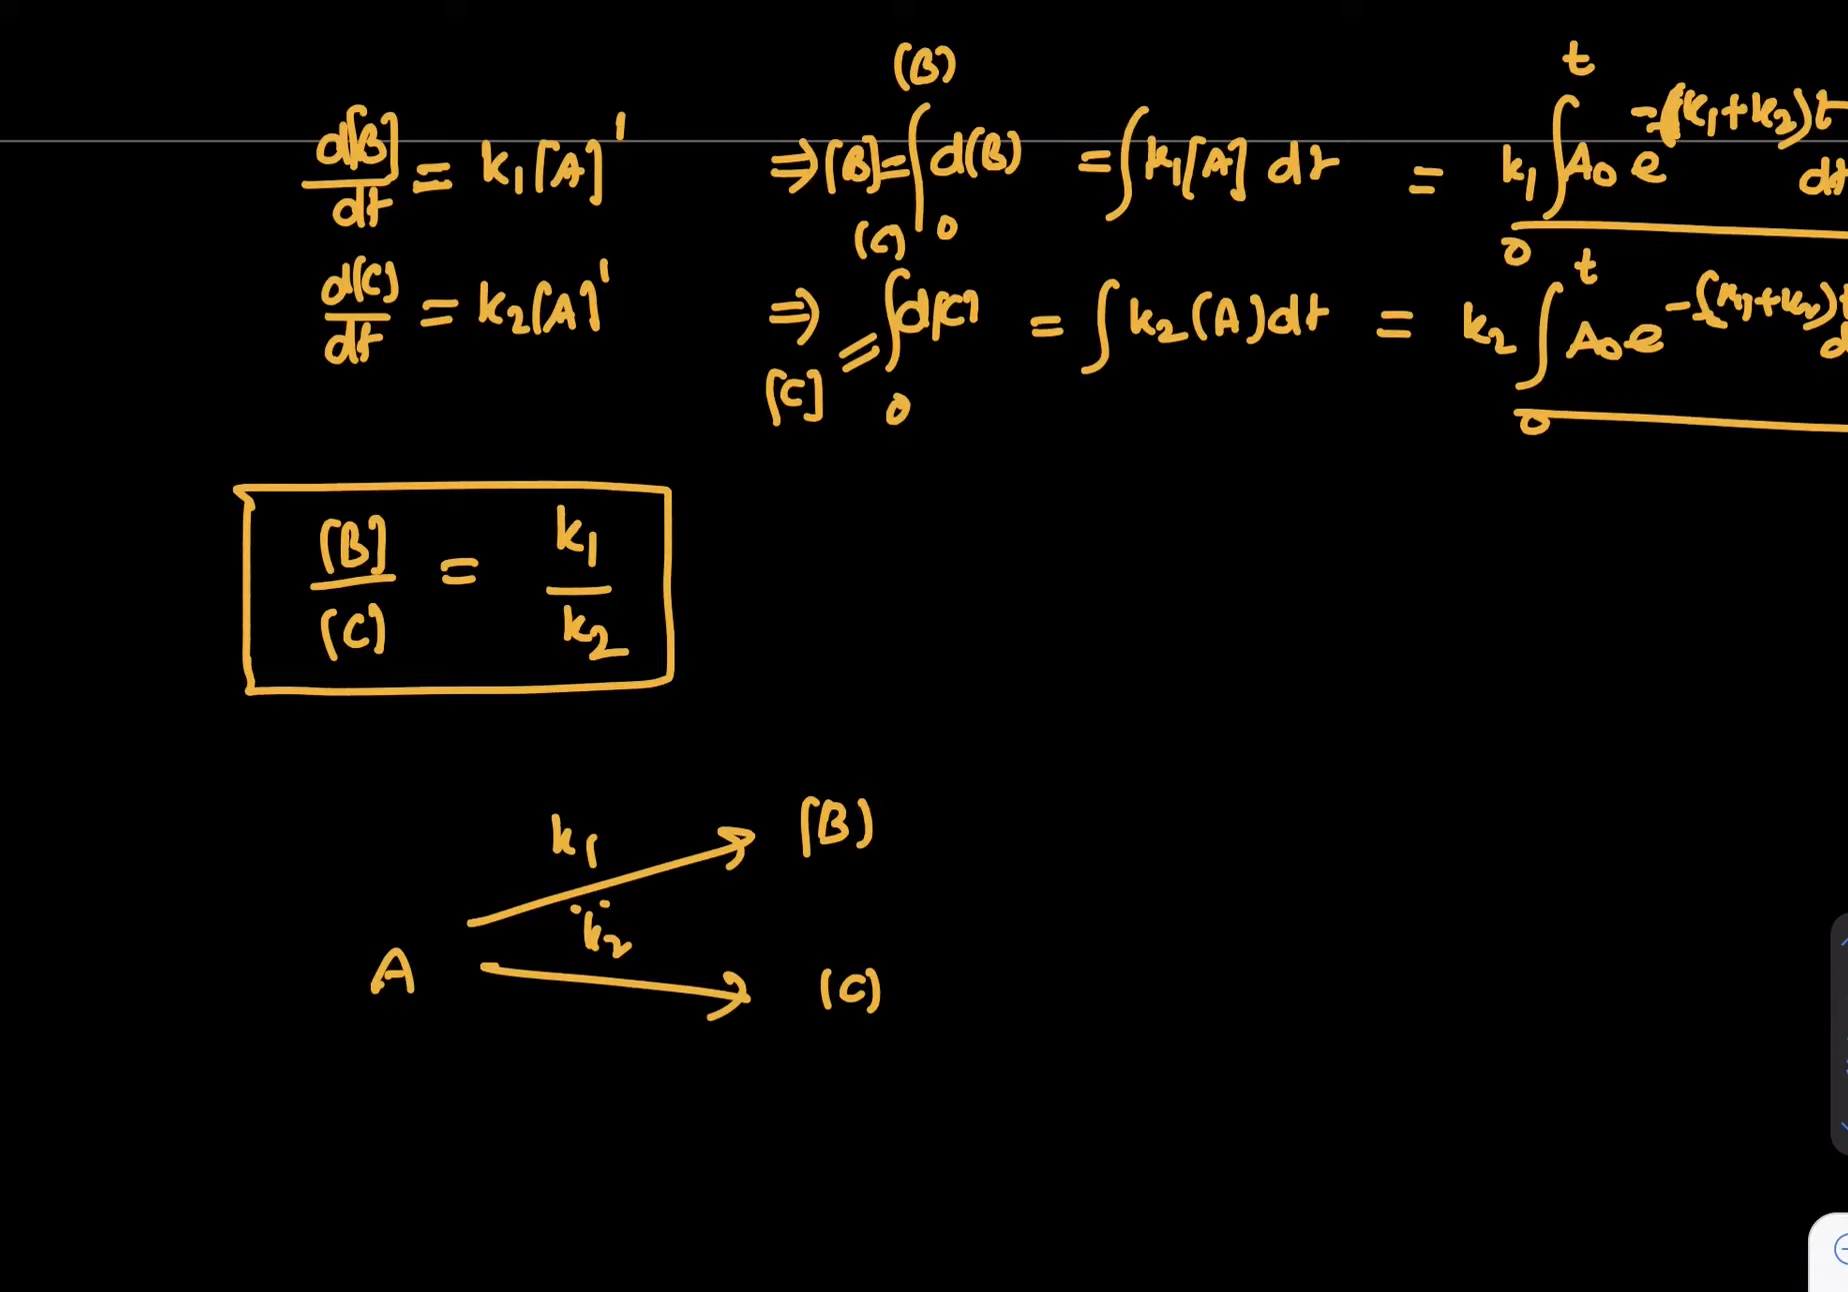 d[B]/dt = k₁[A]¹ ⇒ [B] = ∫₀^(B) d(B) = ∫ k₁[A] dt = k₁ ∫₀^t A₀ e^-(k₁+k₂)t dt
d(C)/dt = k₂[A]¹ ⇒ [C] = ∫₀^(C) d[C] = ∫ k₂(A)dt = k₂ ∫₀^t A₀ e^-(k₁+k₂)t d
[B]/(C) = k₁/k₂
k₁ [B)
k₂
A (C)